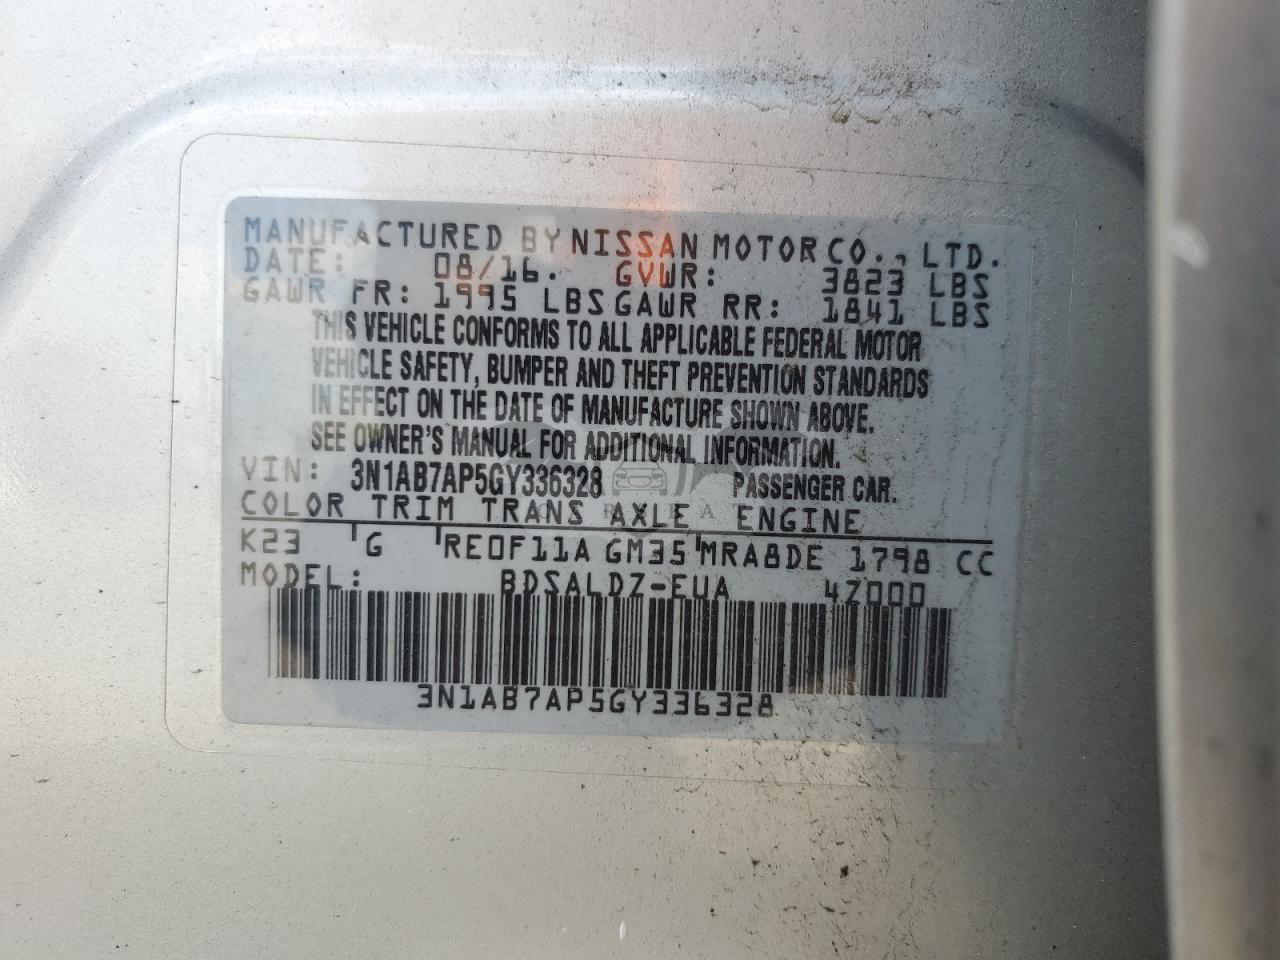 MANUFACTURED BY NISSAN MOTOR CO., LTD.
DATE: 08/16. GVWR: 3823 LBS
GAWR FR: 1995 LBS GAWR RR: 1841 LBS
THIS VEHICLE CONFORMS TO ALL APPLICABLE FEDERAL MOTOR
VEHICLE SAFETY, BUMPER AND THEFT PREVENTION STANDARDS
IN EFFECT ON THE DATE OF MANUFACTURE SHOWN ABOVE.
SEE OWNER'S MANUAL FOR ADDITIONAL INFORMATION.
VIN: 3N1AB7AP5GY336328 PASSENGER CAR.
COLOR TRIM TRANS AXLE ENGINE
K23 G RE0F11A GM35 MRA8DE 1798 CC
MODEL: BDSALDZ-EUA 4Z000
3N1AB7AP5GY336328